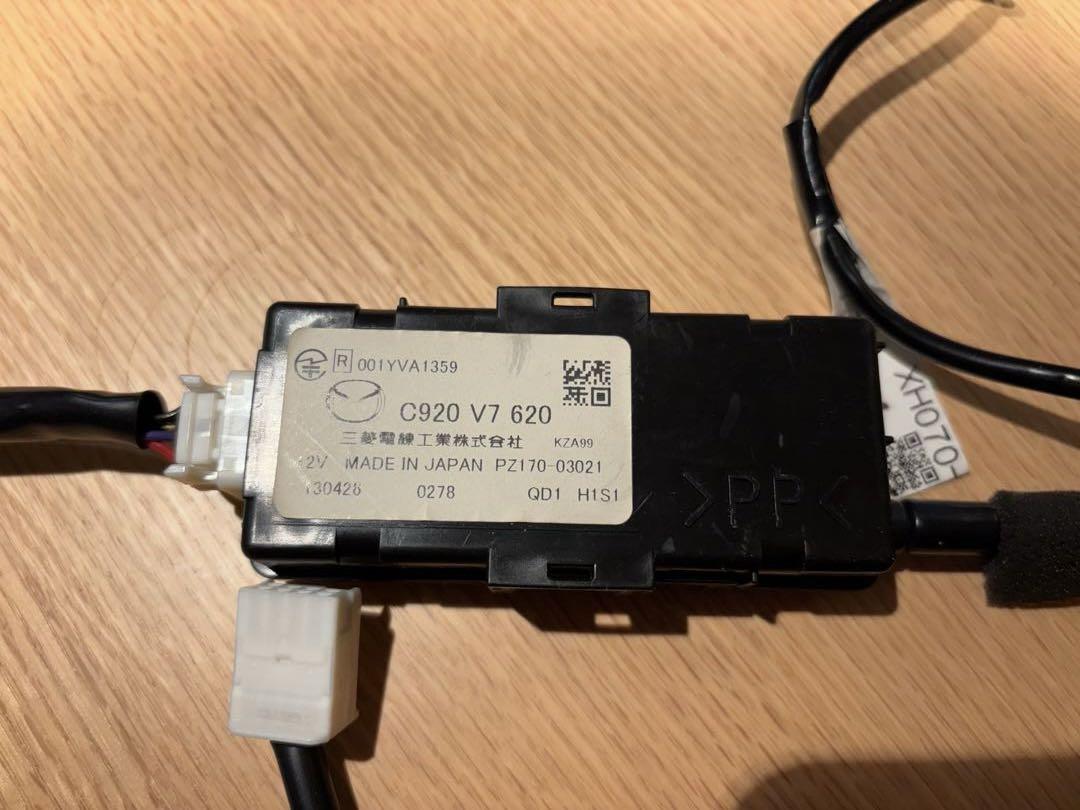 R 001YVA1359
C920 V7 620
三菱電線工業株式会社 KZA99
12V MADE IN JAPAN PZ170-03021
130428 0278 QD1 H1S1
>PP<
XH070-